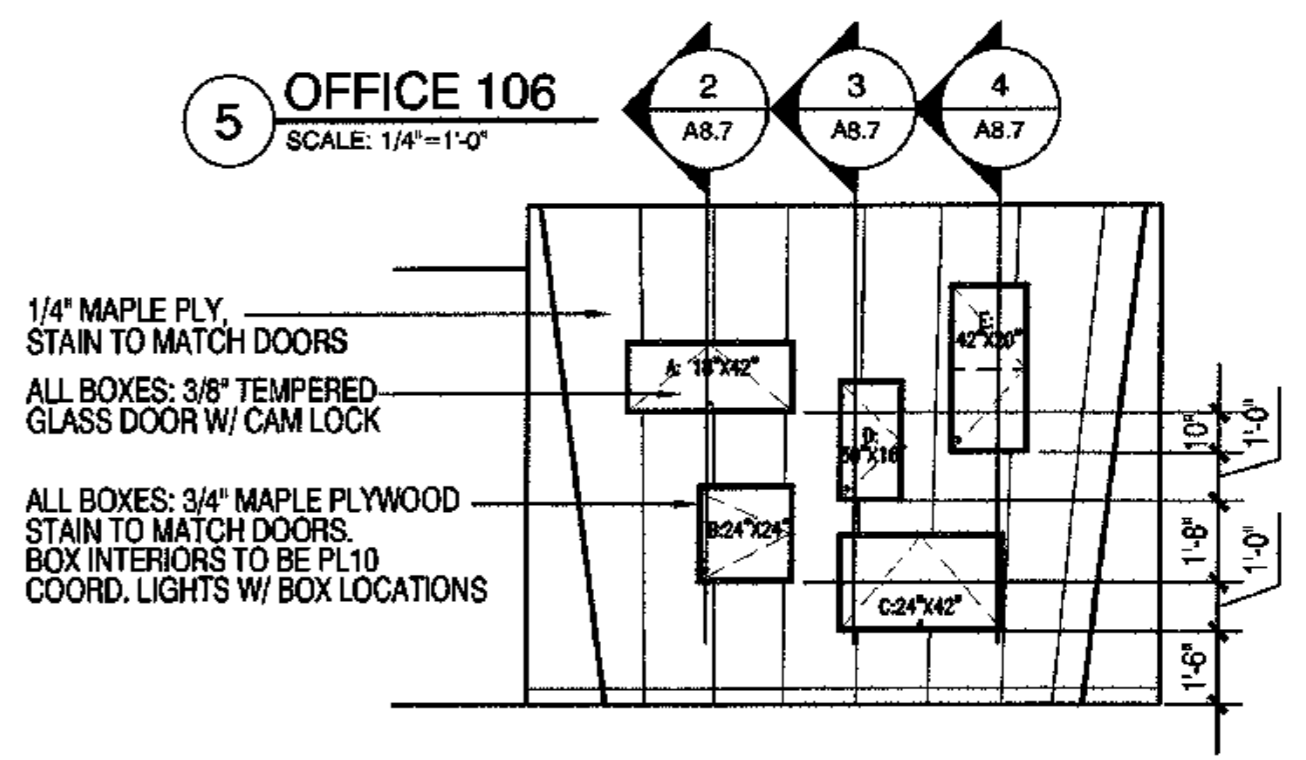 5
OFFICE 106
SCALE: 1/4"=1'-0"
2
A8.7
3
A8.7
4
A8.7
1/4" MAPLE PLY,
STAIN TO MATCH DOORS
ALL BOXES: 3/8" TEMPERED
GLASS DOOR W/ CAM LOCK
ALL BOXES: 3/4" MAPLE PLYWOOD
STAIN TO MATCH DOORS.
BOX INTERIORS TO BE PL10
COORD. LIGHTS W/ BOX LOCATIONS
A: 18"X42"
B:24"X24"
C:24"X42"
D:
E:
42"X20"
10"
1'-0"
1'-8"
1'-0"
1'-6"